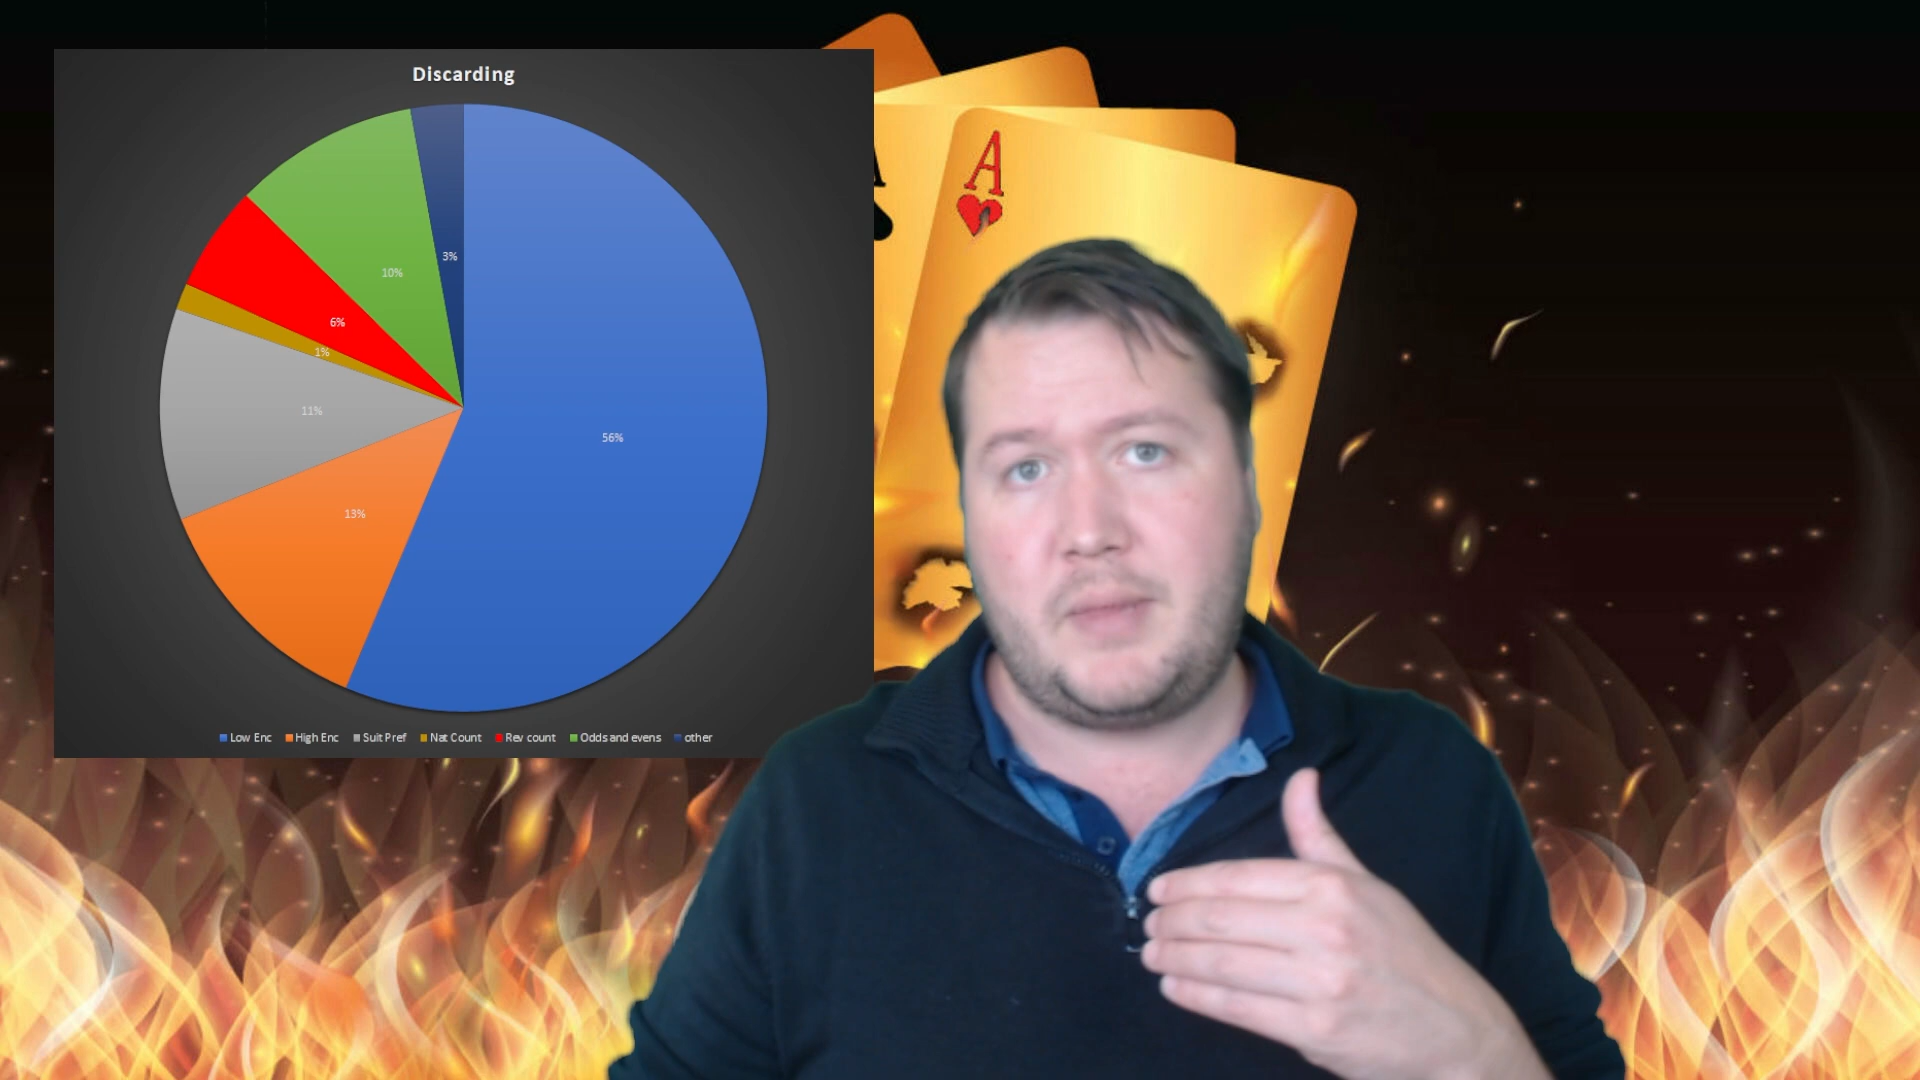 Discarding
3%
10%
6%
1%
11%
56%
13%
Low Enc High Enc Suit Pref Nat Count Rev count Odds and evens other
A